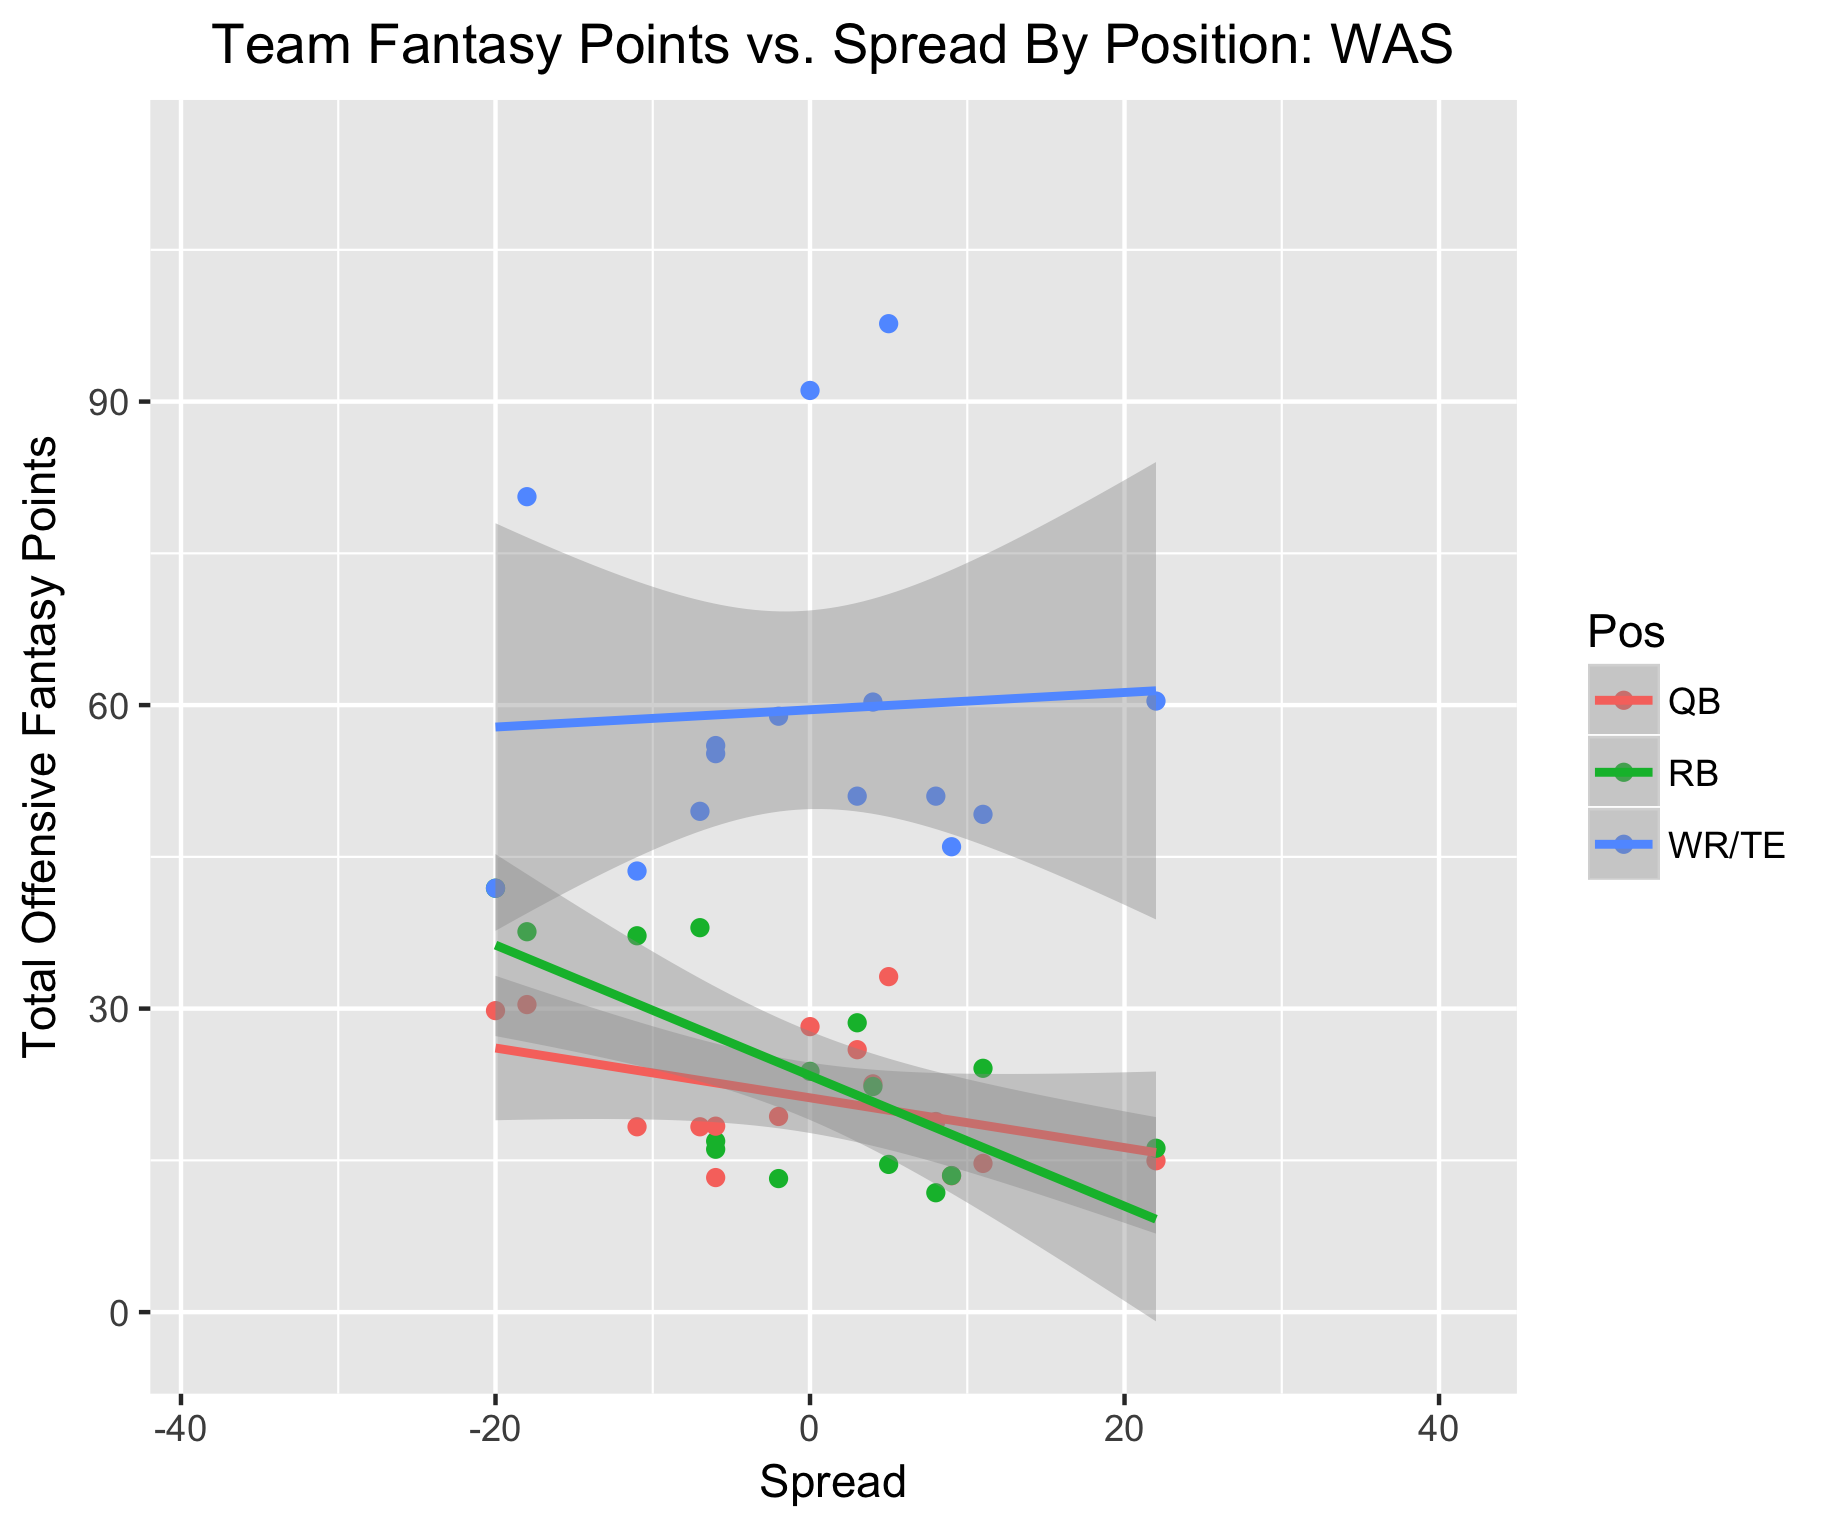 Team Fantasy Points vs. Spread By Position: WAS
Total Offensive Fantasy Points
90
60
30
0
-40
-20
0
20
40
Spread
Pos
QB
RB
WR/TE